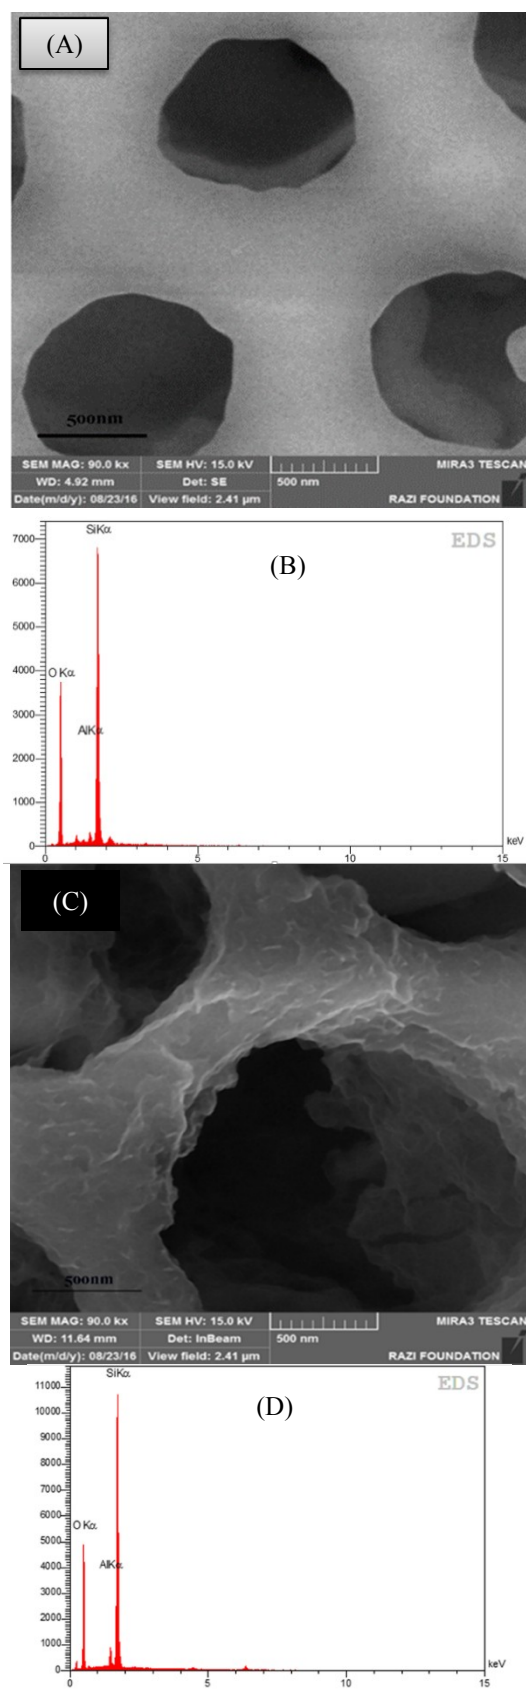 (A)
500nm
SEM MAG: 90.0 kx SEM HV: 15.0 kV MIRA3 TESCAN
WD: 4.92 mm Det: SE 500 nm
Date(m/d/y): 08/23/16 View field: 2.41 µm RAZI FOUNDATION
SiKα
7000
EDS
(B)
6000
5000
4000
O Kα
3000
AlKα
2000
1000
0
keV
0 5 10 15
(C)
500nm
SEM MAG: 90.0 kx SEM HV: 15.0 kV MIRA3 TESCAN
WD: 11.64 mm Det: InBeam 500 nm
Date(m/d/y): 08/23/16 View field: 2.41 µm RAZI FOUNDATION
SiKα
11000
EDS
10000
(D)
9000
8000
7000
6000
O Kα
5000
4000
AlKα
3000
2000
1000
0
keV
0 5 10 15